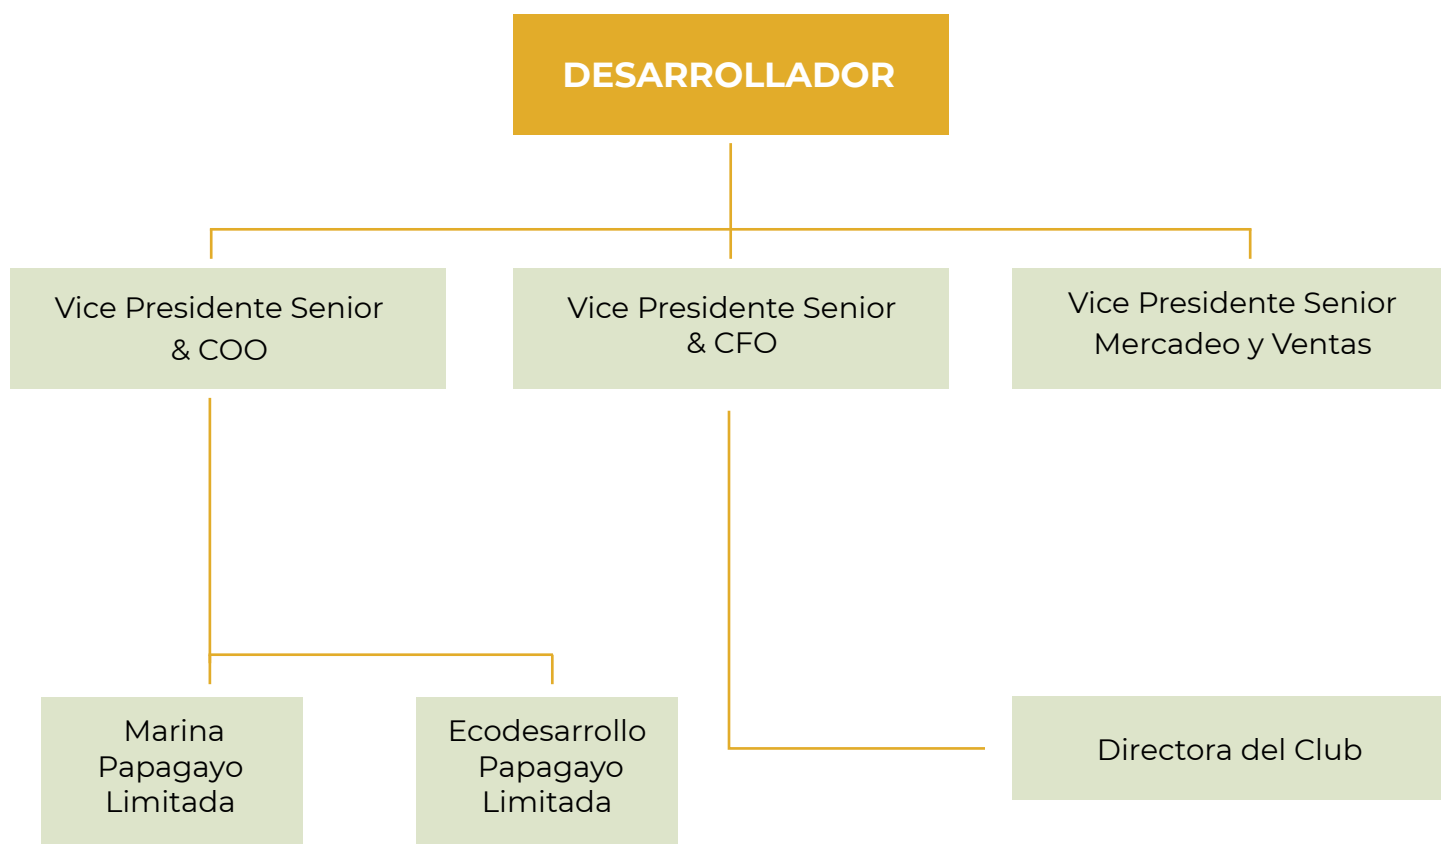 DESARROLLADOR
Vice Presidente Senior
& COO
Vice Presidente Senior
& CFO
Vice Presidente Senior
Mercadeo y Ventas
Marina
Papagayo
Limitada
Ecodesarrollo
Papagayo
Limitada
Directora del Club